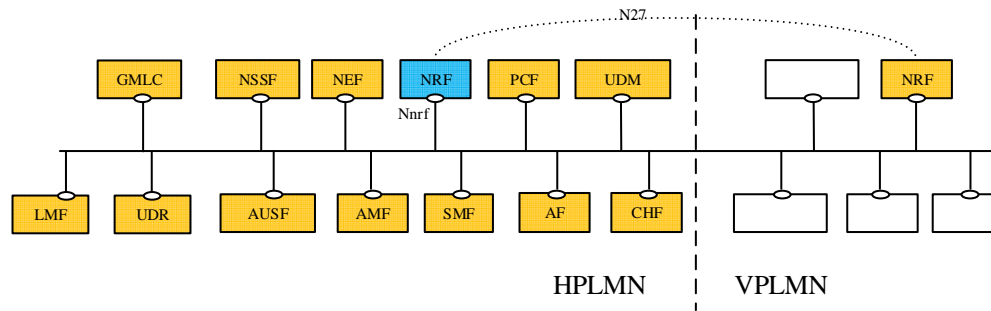 N27
GMLC NSSF NEF NRF PCF UDM NRF
Nnrf
LMF UDR AUSF AMF SMF AF CHF
HPLMN VPLMN